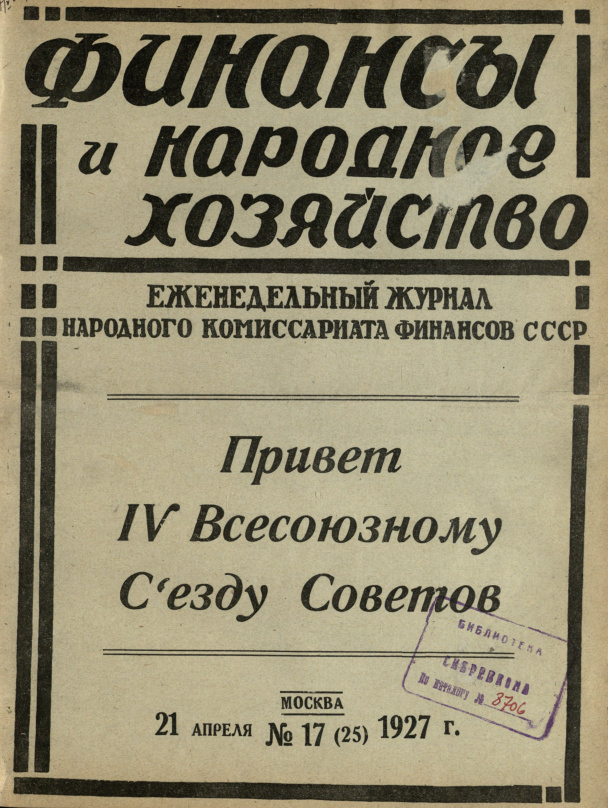 ФИНАНСЫ
и НАРОДНОЕ
ХОЗЯЙСТВО
ЕЖЕНЕДЕЛЬНЫЙ ЖУРНАЛ
НАРОДНОГО КОМИССАРИАТА ФИНАНСОВ СССР
Привет
IV Всесоюзному
С‘езду Советов
БИБЛИОТЕКА
СИБРЕВКОМА
По каталогу № 8706
МОСКВА
21 АПРЕЛЯ № 17 (25) 1927 г.